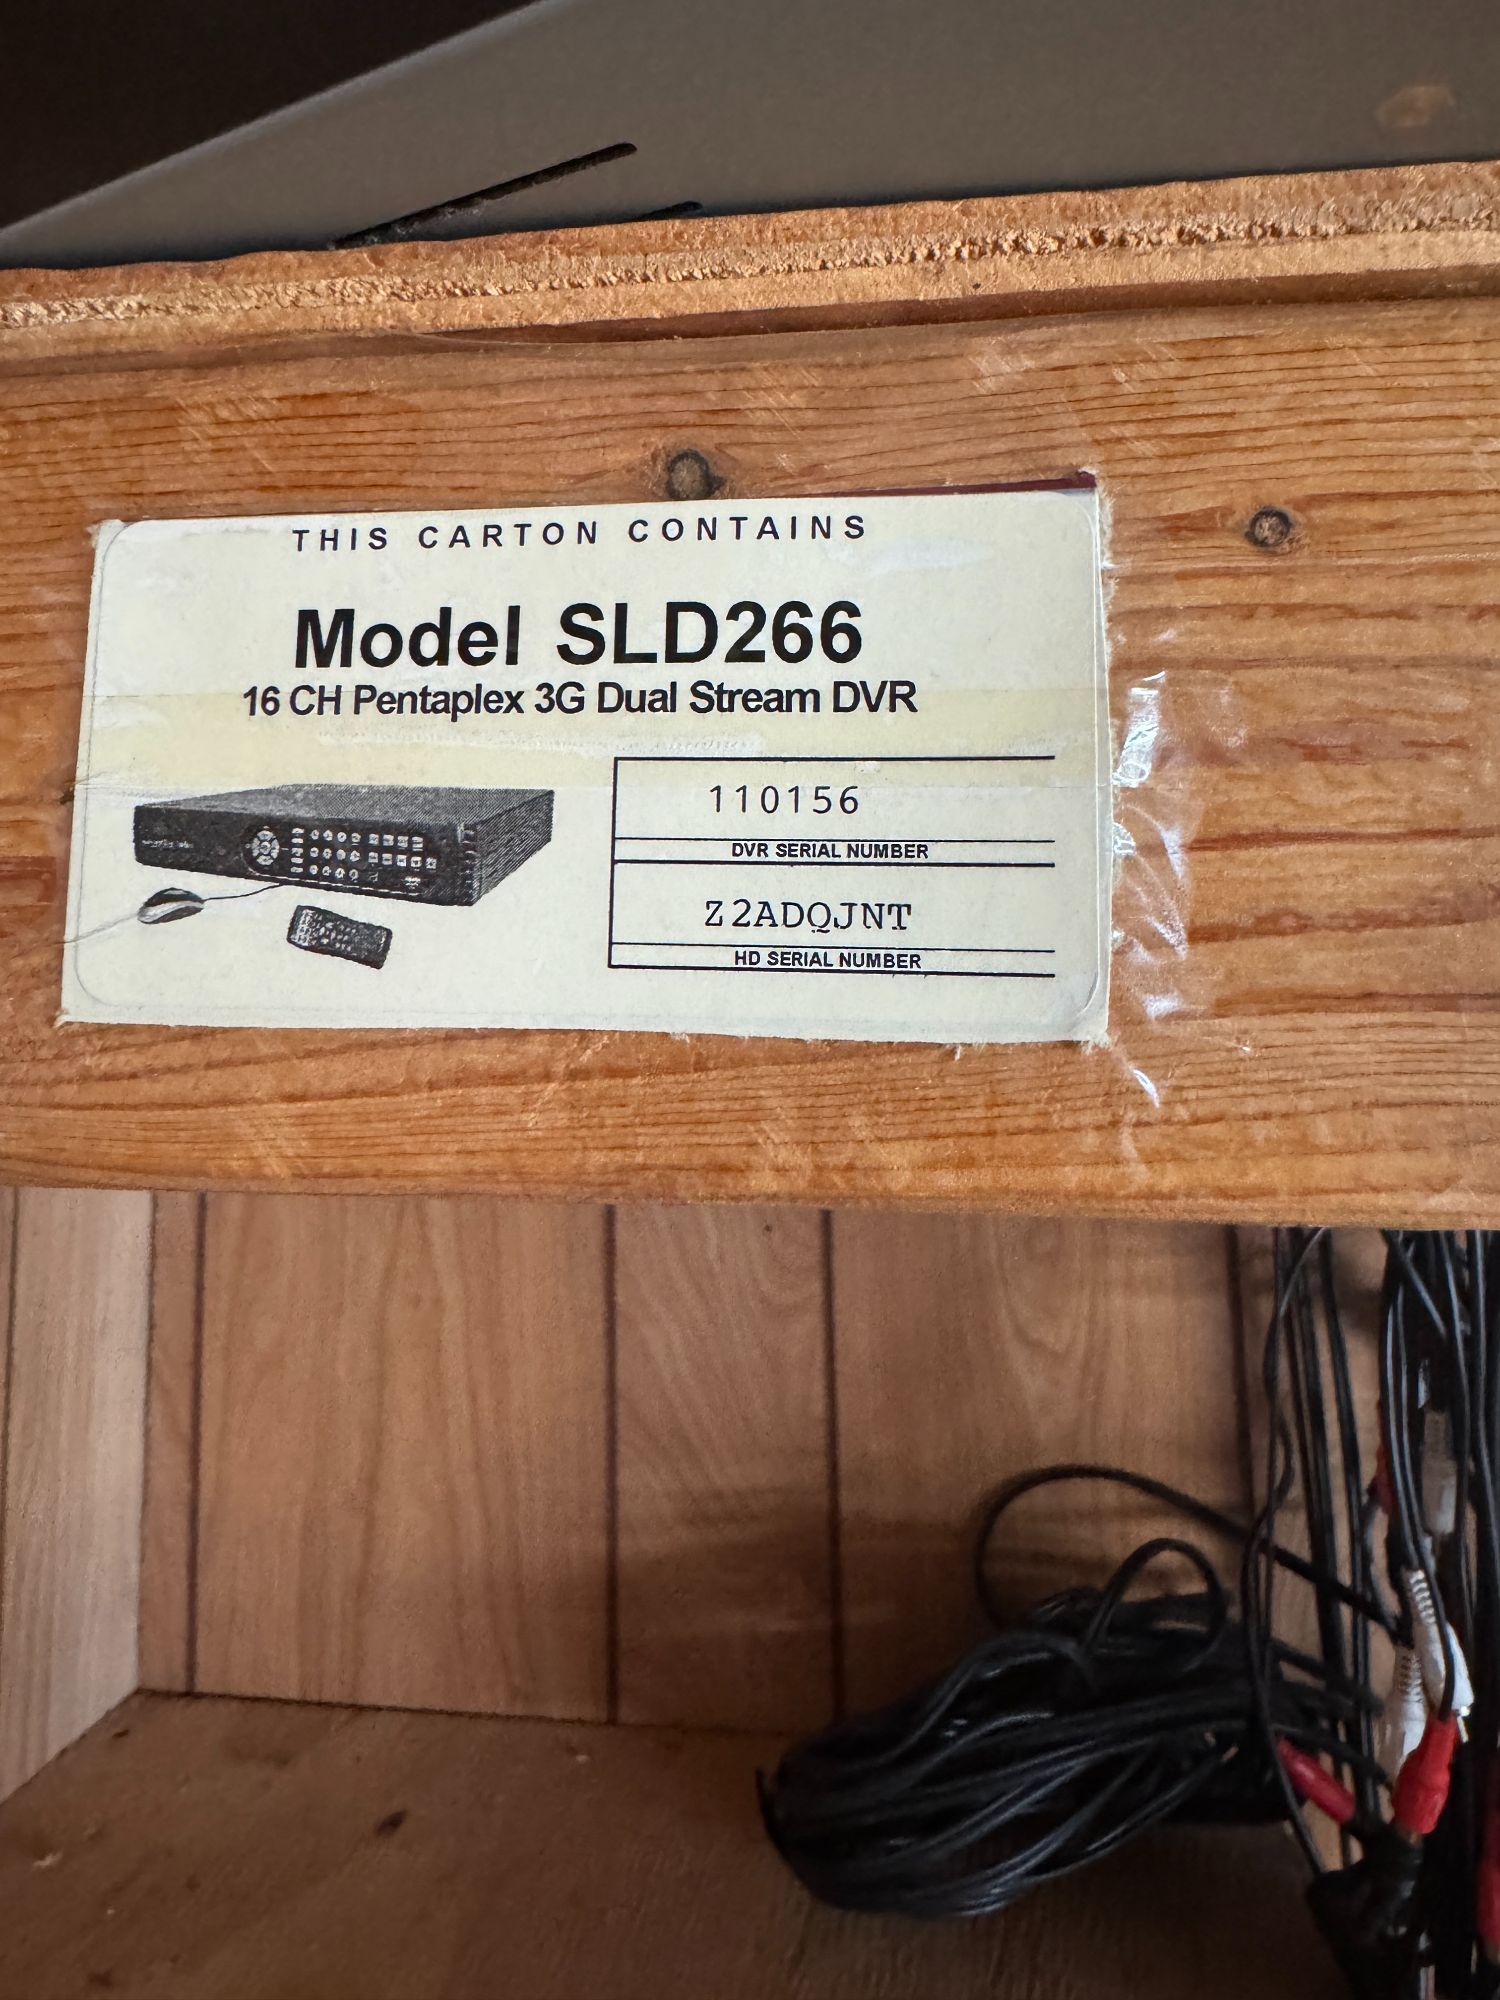 THIS CARTON CONTAINS
Model SLD266
16 CH Pentaplex 3G Dual Stream DVR
110156
DVR SERIAL NUMBER
Z2ADQJNT
HD SERIAL NUMBER